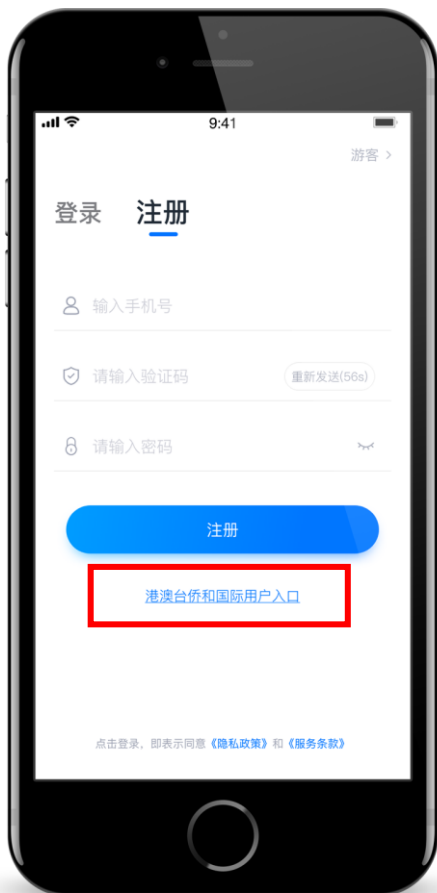 9:41
游客 >
登录 注册
输入手机号
请输入验证码 重新发送(56s)
请输入密码
注册
港澳台侨和国际用户入口
点击登录，即表示同意《隐私政策》和《服务条款》